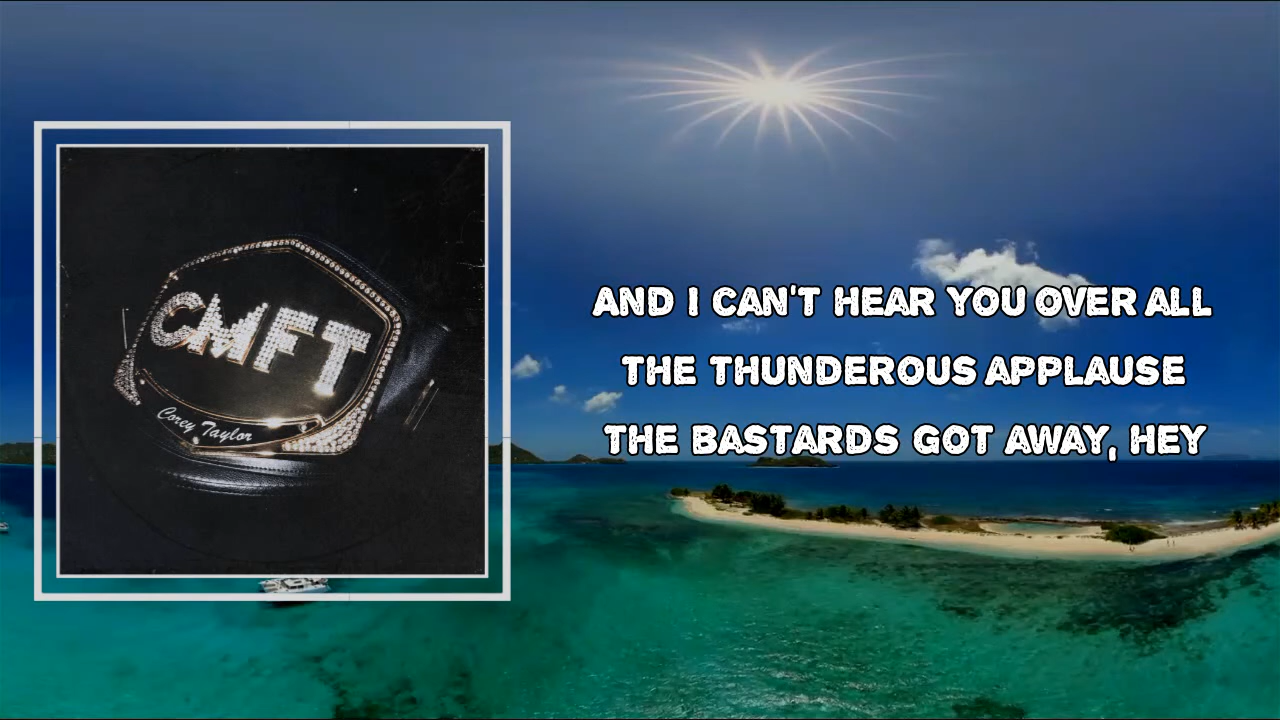 CMFT
Corey Taylor
AND I CAN'T HEAR YOU OVER ALL
THE THUNDEROUS APPLAUSE
THE BASTARDS GOT AWAY, HEY